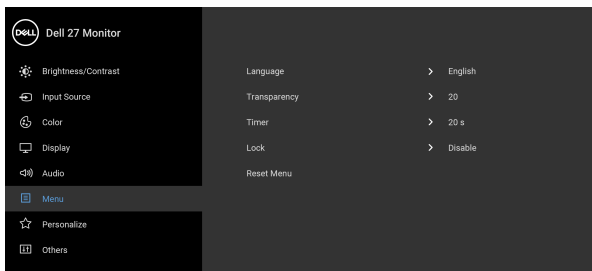 DELL Dell 27 Monitor
Brightness/Contrast
Input Source
Color
Display
Audio
Menu
Personalize
Others
Language > English
Transparency > 20
Timer > 20 s
Lock > Disable
Reset Menu